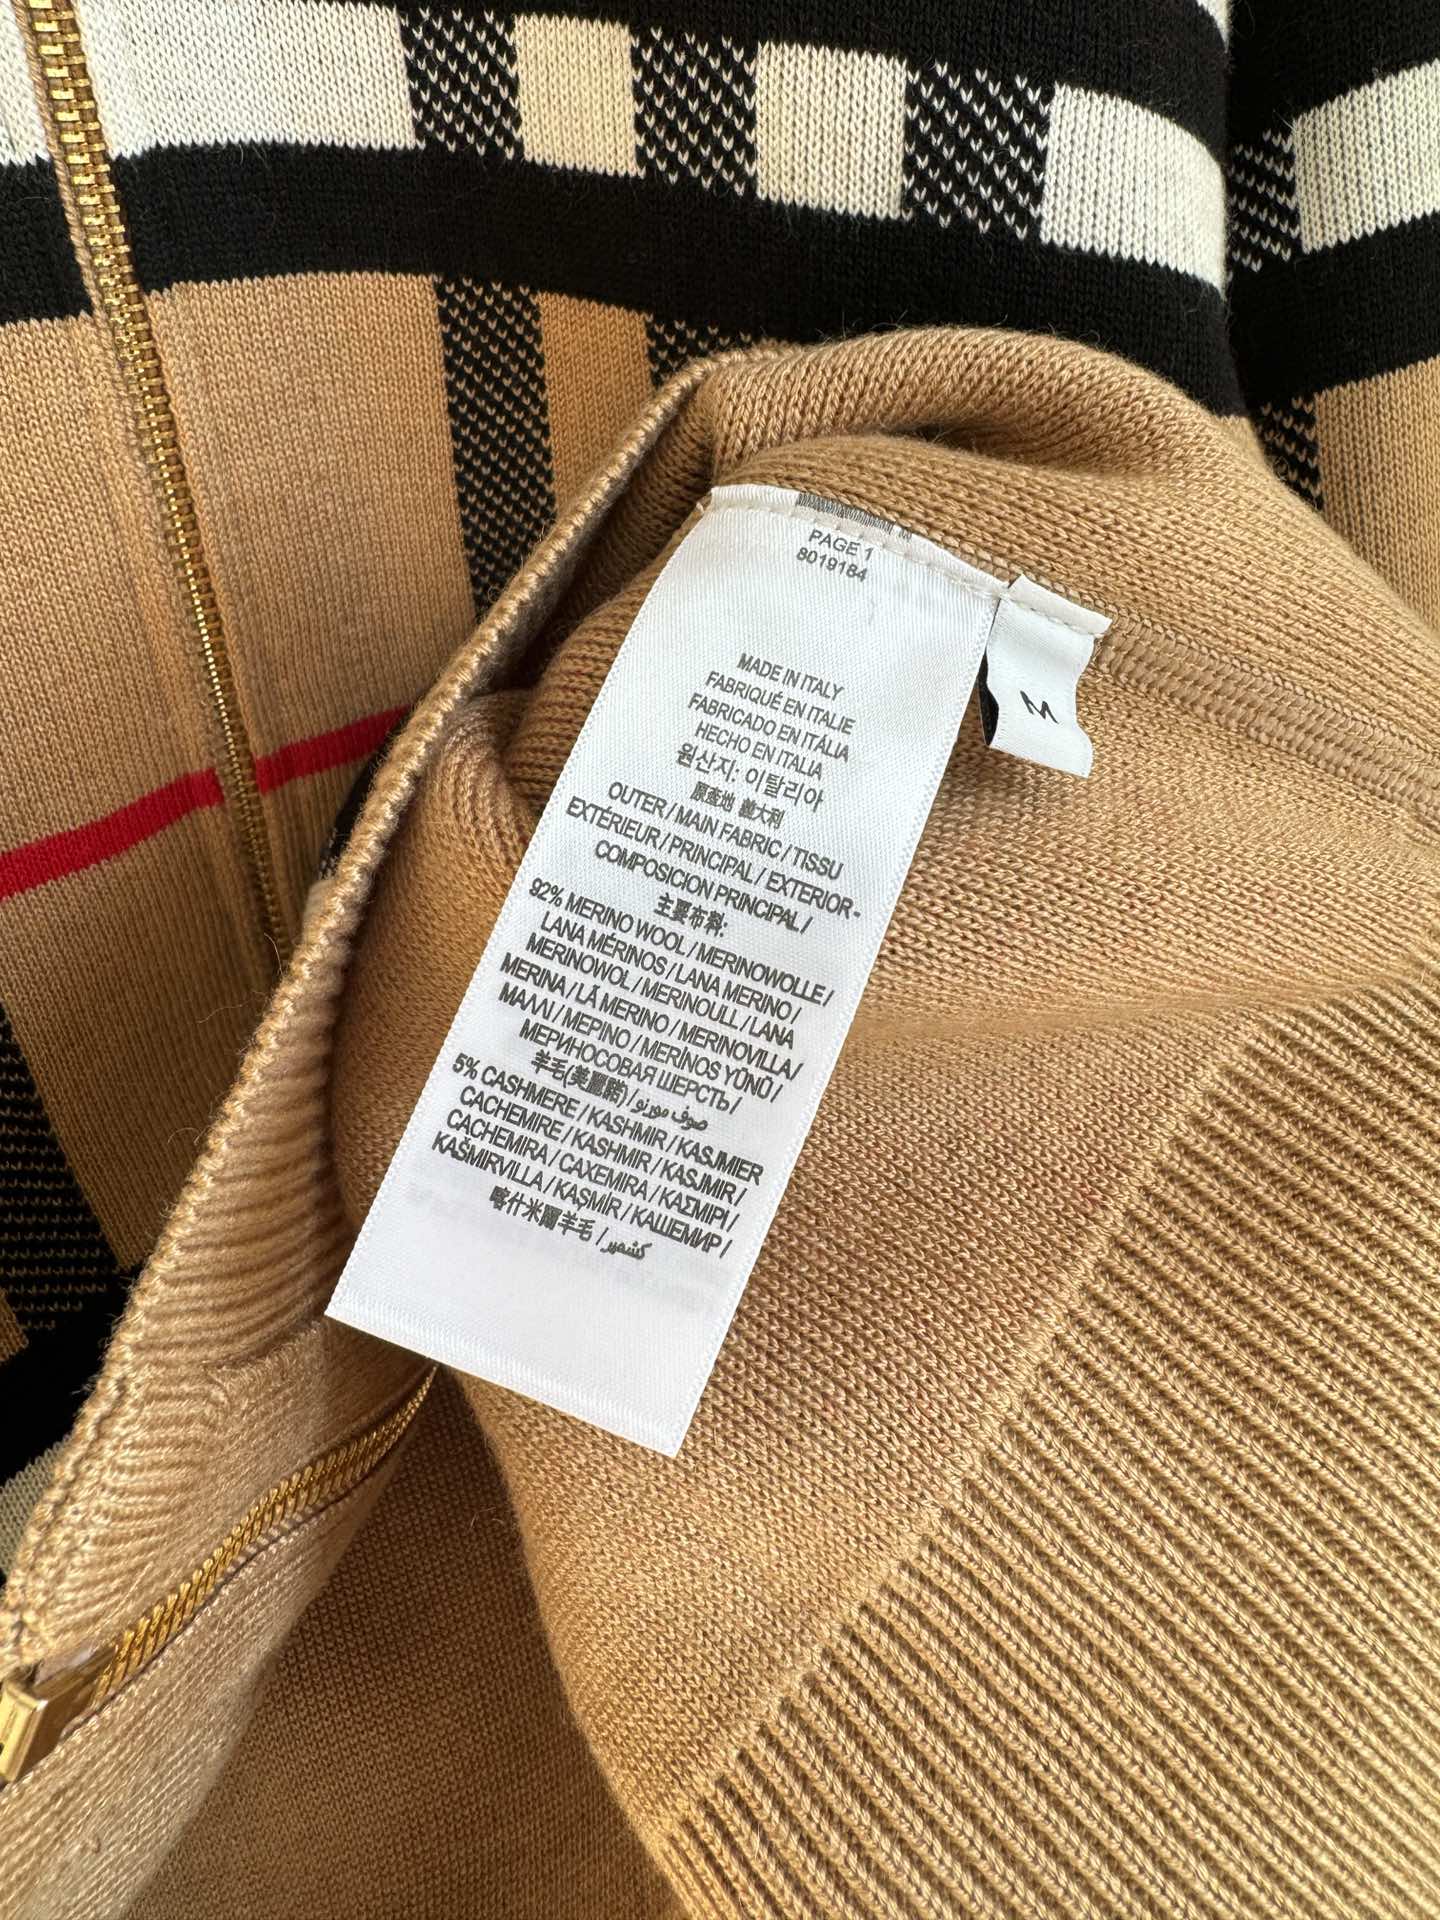 PAGE 1
8019184
MADE IN ITALY
FABRIQUÉ EN ITALIE
FABRICADO EN ITÁLIA
HECHO EN ITALIA
원산지: 이탈리아
原產地 義大利
OUTER / MAIN FABRIC / TISSU
EXTÉRIEUR / PRINCIPAL / EXTERIOR -
COMPOSICION PRINCIPAL /
主要布料:
92% MERINO WOOL / MERINOWOLLE /
LANA MÉRINOS / LANA MERINO /
MERINOWOL / MERINOULL / LANA
MERINA / LÃ MERINO / MERINOVILLA /
ΜΑΛΛΙ / ΜΕΡΙΝΟ / MERİNOS YÜNÜ /
МЕРИНОСОВАЯ ШЕРСТЬ /
羊毛(美麗諾) / صوف مورنو
5% CASHMERE / KASHMIR / KASJMIER
CACHEMIRE / KASHMIR / KASJMIR /
CACHEMIRA / CAXEMIRA / ΚΑΣΜΙΡΙ /
KAŠMIRVILLA / KAŞMİR / КАШЕМИР /
喀什米爾羊毛 / كشمير
M